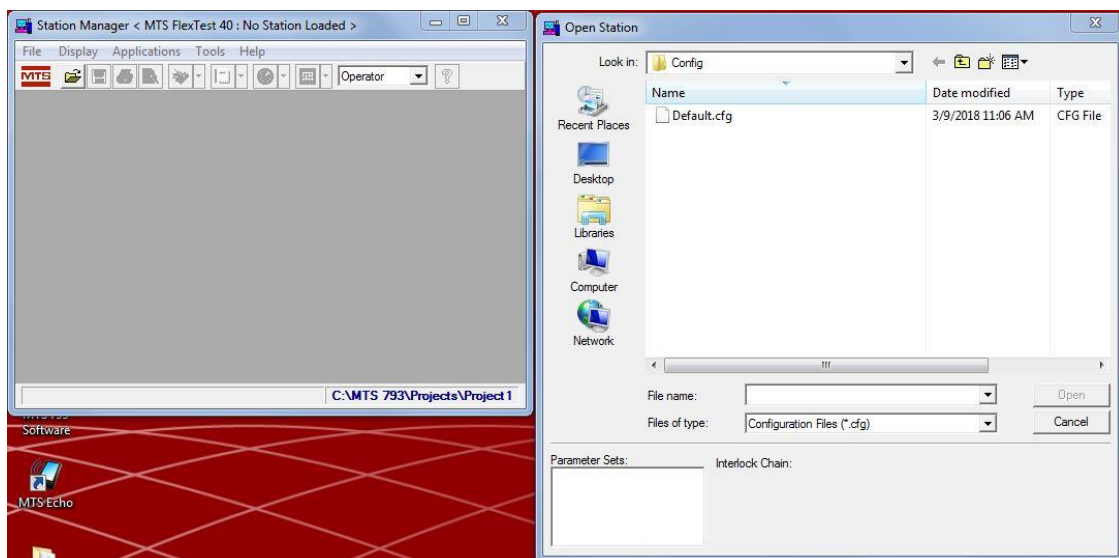 Station Manager < MTS FlexTest 40 : No Station Loaded >
File Display Applications Tools Help
MTS Operator
C:\MTS 793\Projects\Project1
Software
MTS Echo
Open Station
Look in: Config
Name Date modified Type
Default.cfg 3/9/2018 11:06 AM CFG File
Recent Places
Desktop
Libraries
Computer
Network
File name: Open
Files of type: Configuration Files (*.cfg) Cancel
Parameter Sets: Interlock Chain: